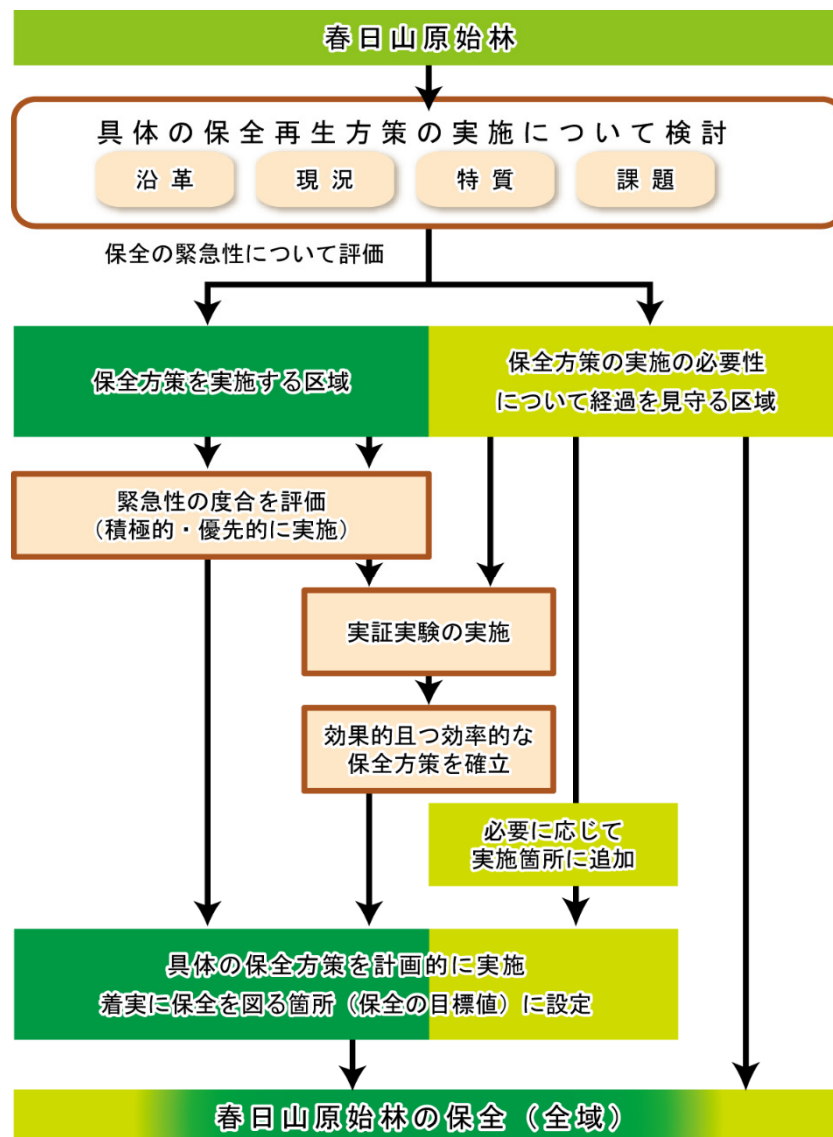 春日山原始林
具体の保全再生方策の実施について検討
沿革
現況
特質
課題
保全の緊急性について評価
保全方策を実施する区域
保全方策の実施の必要性
について経過を見守る区域
緊急性の度合を評価
（積極的・優先的に実施）
実証実験の実施
効果的且つ効率的な
保全方策を確立
必要に応じて
実施箇所に追加
具体の保全方策を計画的に実施
着実に保全を図る箇所（保全の目標値）に設定
春日山原始林の保全（全域）